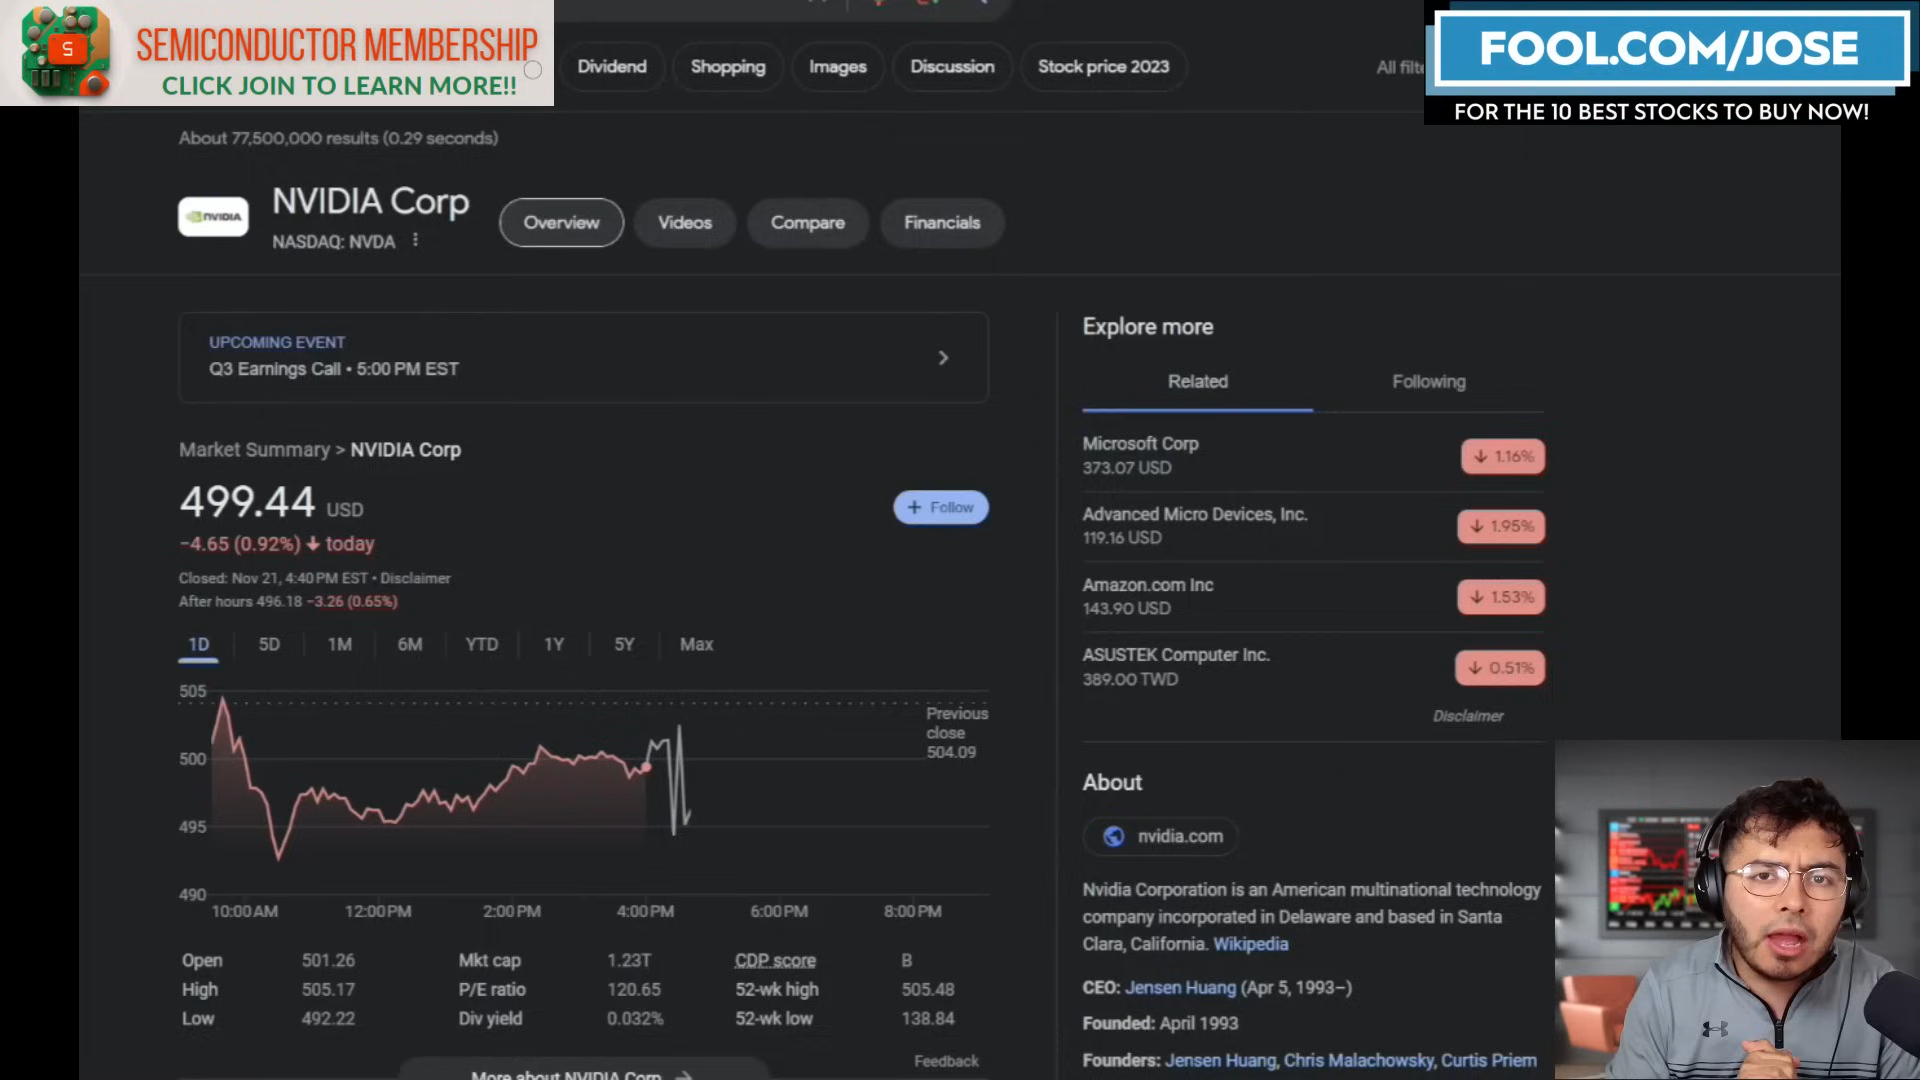 S
SEMICONDUCTOR MEMBERSHIP
CLICK JOIN TO LEARN MORE!!
Dividend
Shopping
Images
Discussion
Stock price 2023
All filte
FOOL.COM/JOSE
FOR THE 10 BEST STOCKS TO BUY NOW!
About 77,500,000 results (0.29 seconds)
NVIDIA
NVIDIA Corp
NASDAQ: NVDA
Overview
Videos
Compare
Financials
UPCOMING EVENT
Q3 Earnings Call • 5:00 PM EST
Market Summary > NVIDIA Corp
499.44 USD
+ Follow
−4.65 (0.92%) ↓ today
Closed: Nov 21, 4:40 PM EST • Disclaimer
After hours 496.18 −3.26 (0.65%)
1D
5D
1M
6M
YTD
1Y
5Y
Max
505
500
495
490
Previous
close
504.09
10:00 AM
12:00 PM
2:00 PM
4:00 PM
6:00 PM
8:00 PM
Open 501.26 Mkt cap 1.23T CDP score B
High 505.17 P/E ratio 120.65 52-wk high 505.48
Low 492.22 Div yield 0.032% 52-wk low 138.84
Feedback
More about NVIDIA Corp →
Explore more
Related
Following
Microsoft Corp
373.07 USD
↓ 1.16%
Advanced Micro Devices, Inc.
119.16 USD
↓ 1.95%
Amazon.com Inc
143.90 USD
↓ 1.53%
ASUSTEK Computer Inc.
389.00 TWD
↓ 0.51%
Disclaimer
About
nvidia.com
Nvidia Corporation is an American multinational technology
company incorporated in Delaware and based in Santa
Clara, California. Wikipedia
CEO: Jensen Huang (Apr 5, 1993–)
Founded: April 1993
Founders: Jensen Huang, Chris Malachowsky, Curtis Priem